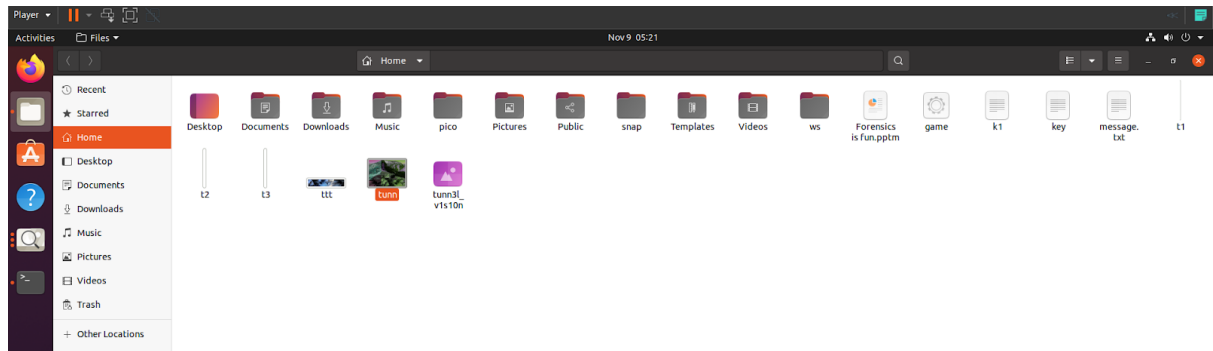 Player
Activities Files Nov 9 05:21
Home
Recent
Starred
Home
Desktop
Documents
Downloads
Music
Pictures
Videos
Trash
+ Other Locations
Desktop Documents Downloads Music pico Pictures Public snap Templates Videos ws Forensics is fun.pptm game k1 key message.txt t1
t2 t3 ttt tunn tunn3l_v1s10n